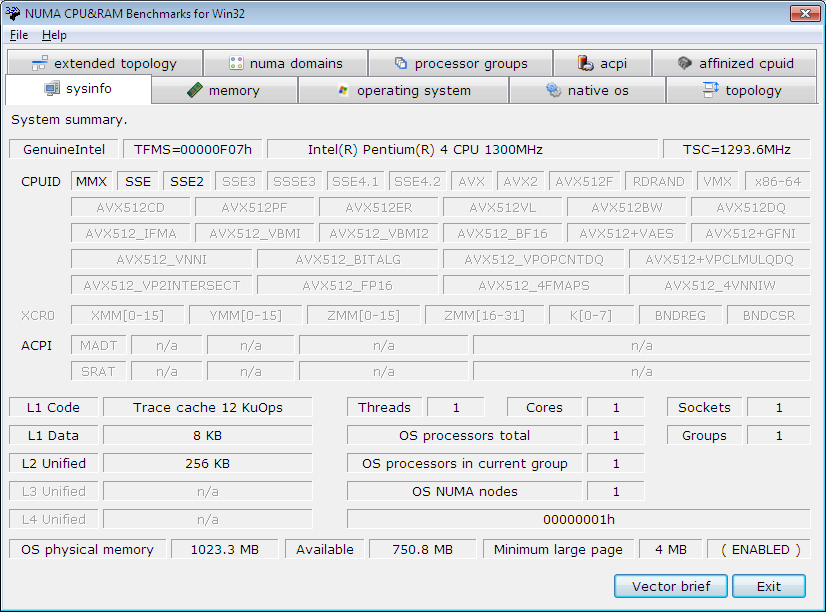 NUMA CPU&RAM Benchmarks for Win32
File Help
extended topology numa domains processor groups acpi affinized cpuid
sysinfo memory operating system native os topology
System summary.
GenuineIntel TFMS=00000F07h Intel(R) Pentium(R) 4 CPU 1300MHz TSC=1293.6MHz
CPUID MMX SSE SSE2 SSE3 SSSE3 SSE4.1 SSE4.2 AVX AVX2 AVX512F RDRAND VMX x86-64
AVX512CD AVX512PF AVX512ER AVX512VL AVX512BW AVX512DQ
AVX512_IFMA AVX512_VBMI AVX512_VBMI2 AVX512_BF16 AVX512+VAES AVX512+GFNI
AVX512_VNNI AVX512_BITALG AVX512_VPOPCNTDQ AVX512+VPCLMULQDQ
AVX512_VP2INTERSECT AVX512_FP16 AVX512_4FMAPS AVX512_4VNNIW
XCR0 XMM[0-15] YMM[0-15] ZMM[0-15] ZMM[16-31] K[0-7] BNDREG BNDCSR
ACPI MADT n/a n/a n/a n/a
SRAT n/a n/a n/a n/a
L1 Code Trace cache 12 KuOps Threads 1 Cores 1 Sockets 1
L1 Data 8 KB OS processors total 1 Groups 1
L2 Unified 256 KB OS processors in current group 1
L3 Unified n/a OS NUMA nodes 1
L4 Unified n/a 00000001h
OS physical memory 1023.3 MB Available 750.8 MB Minimum large page 4 MB ( ENABLED )
Vector brief Exit